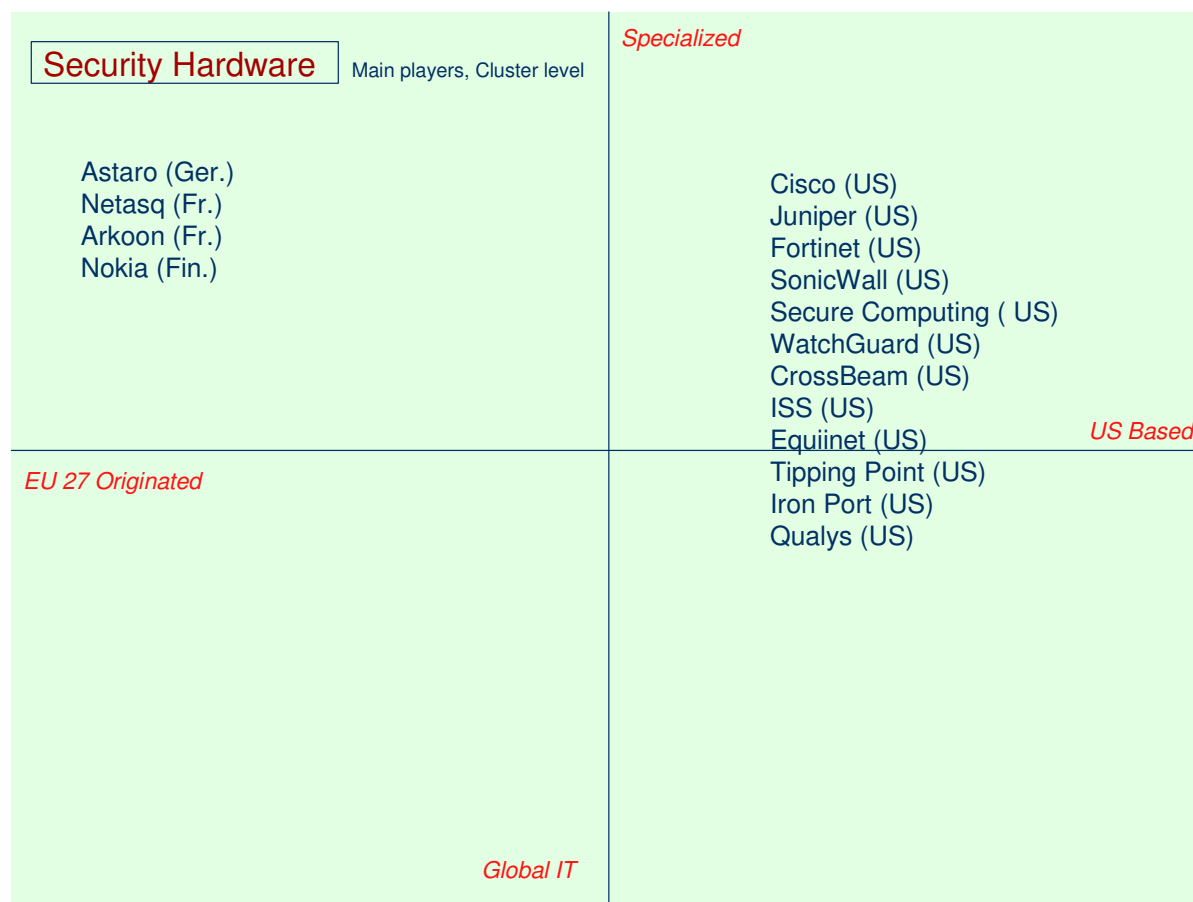 Specialized
Security Hardware Main players, Cluster level
Astaro (Ger.)
Netasq (Fr.)
Arkoon (Fr.)
Nokia (Fin.)
Cisco (US)
Juniper (US)
Fortinet (US)
SonicWall (US)
Secure Computing ( US)
WatchGuard (US)
CrossBeam (US)
ISS (US)
Equiinet (US)
Tipping Point (US)
Iron Port (US)
Qualys (US)
US Based
EU 27 Originated
Global IT